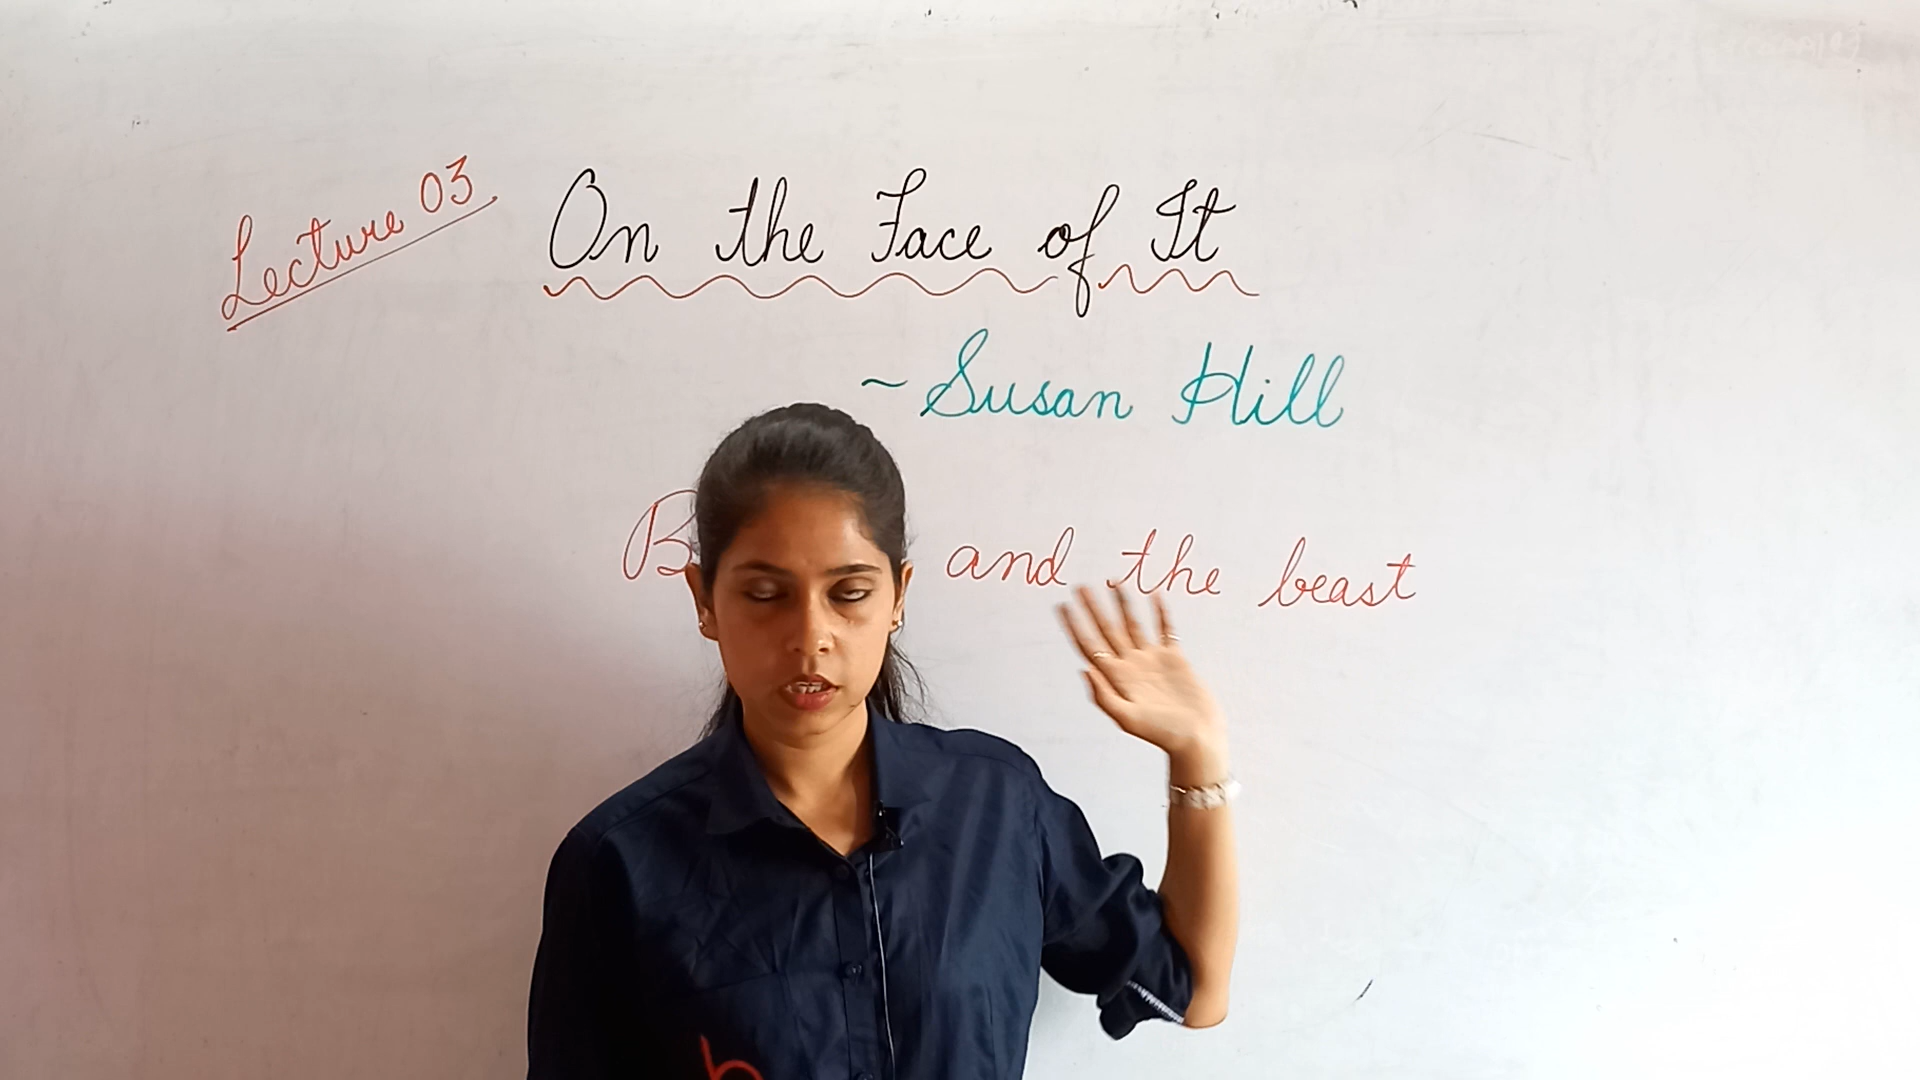 Lecture 03
On the Face of It
~ Susan Hill
and the beast